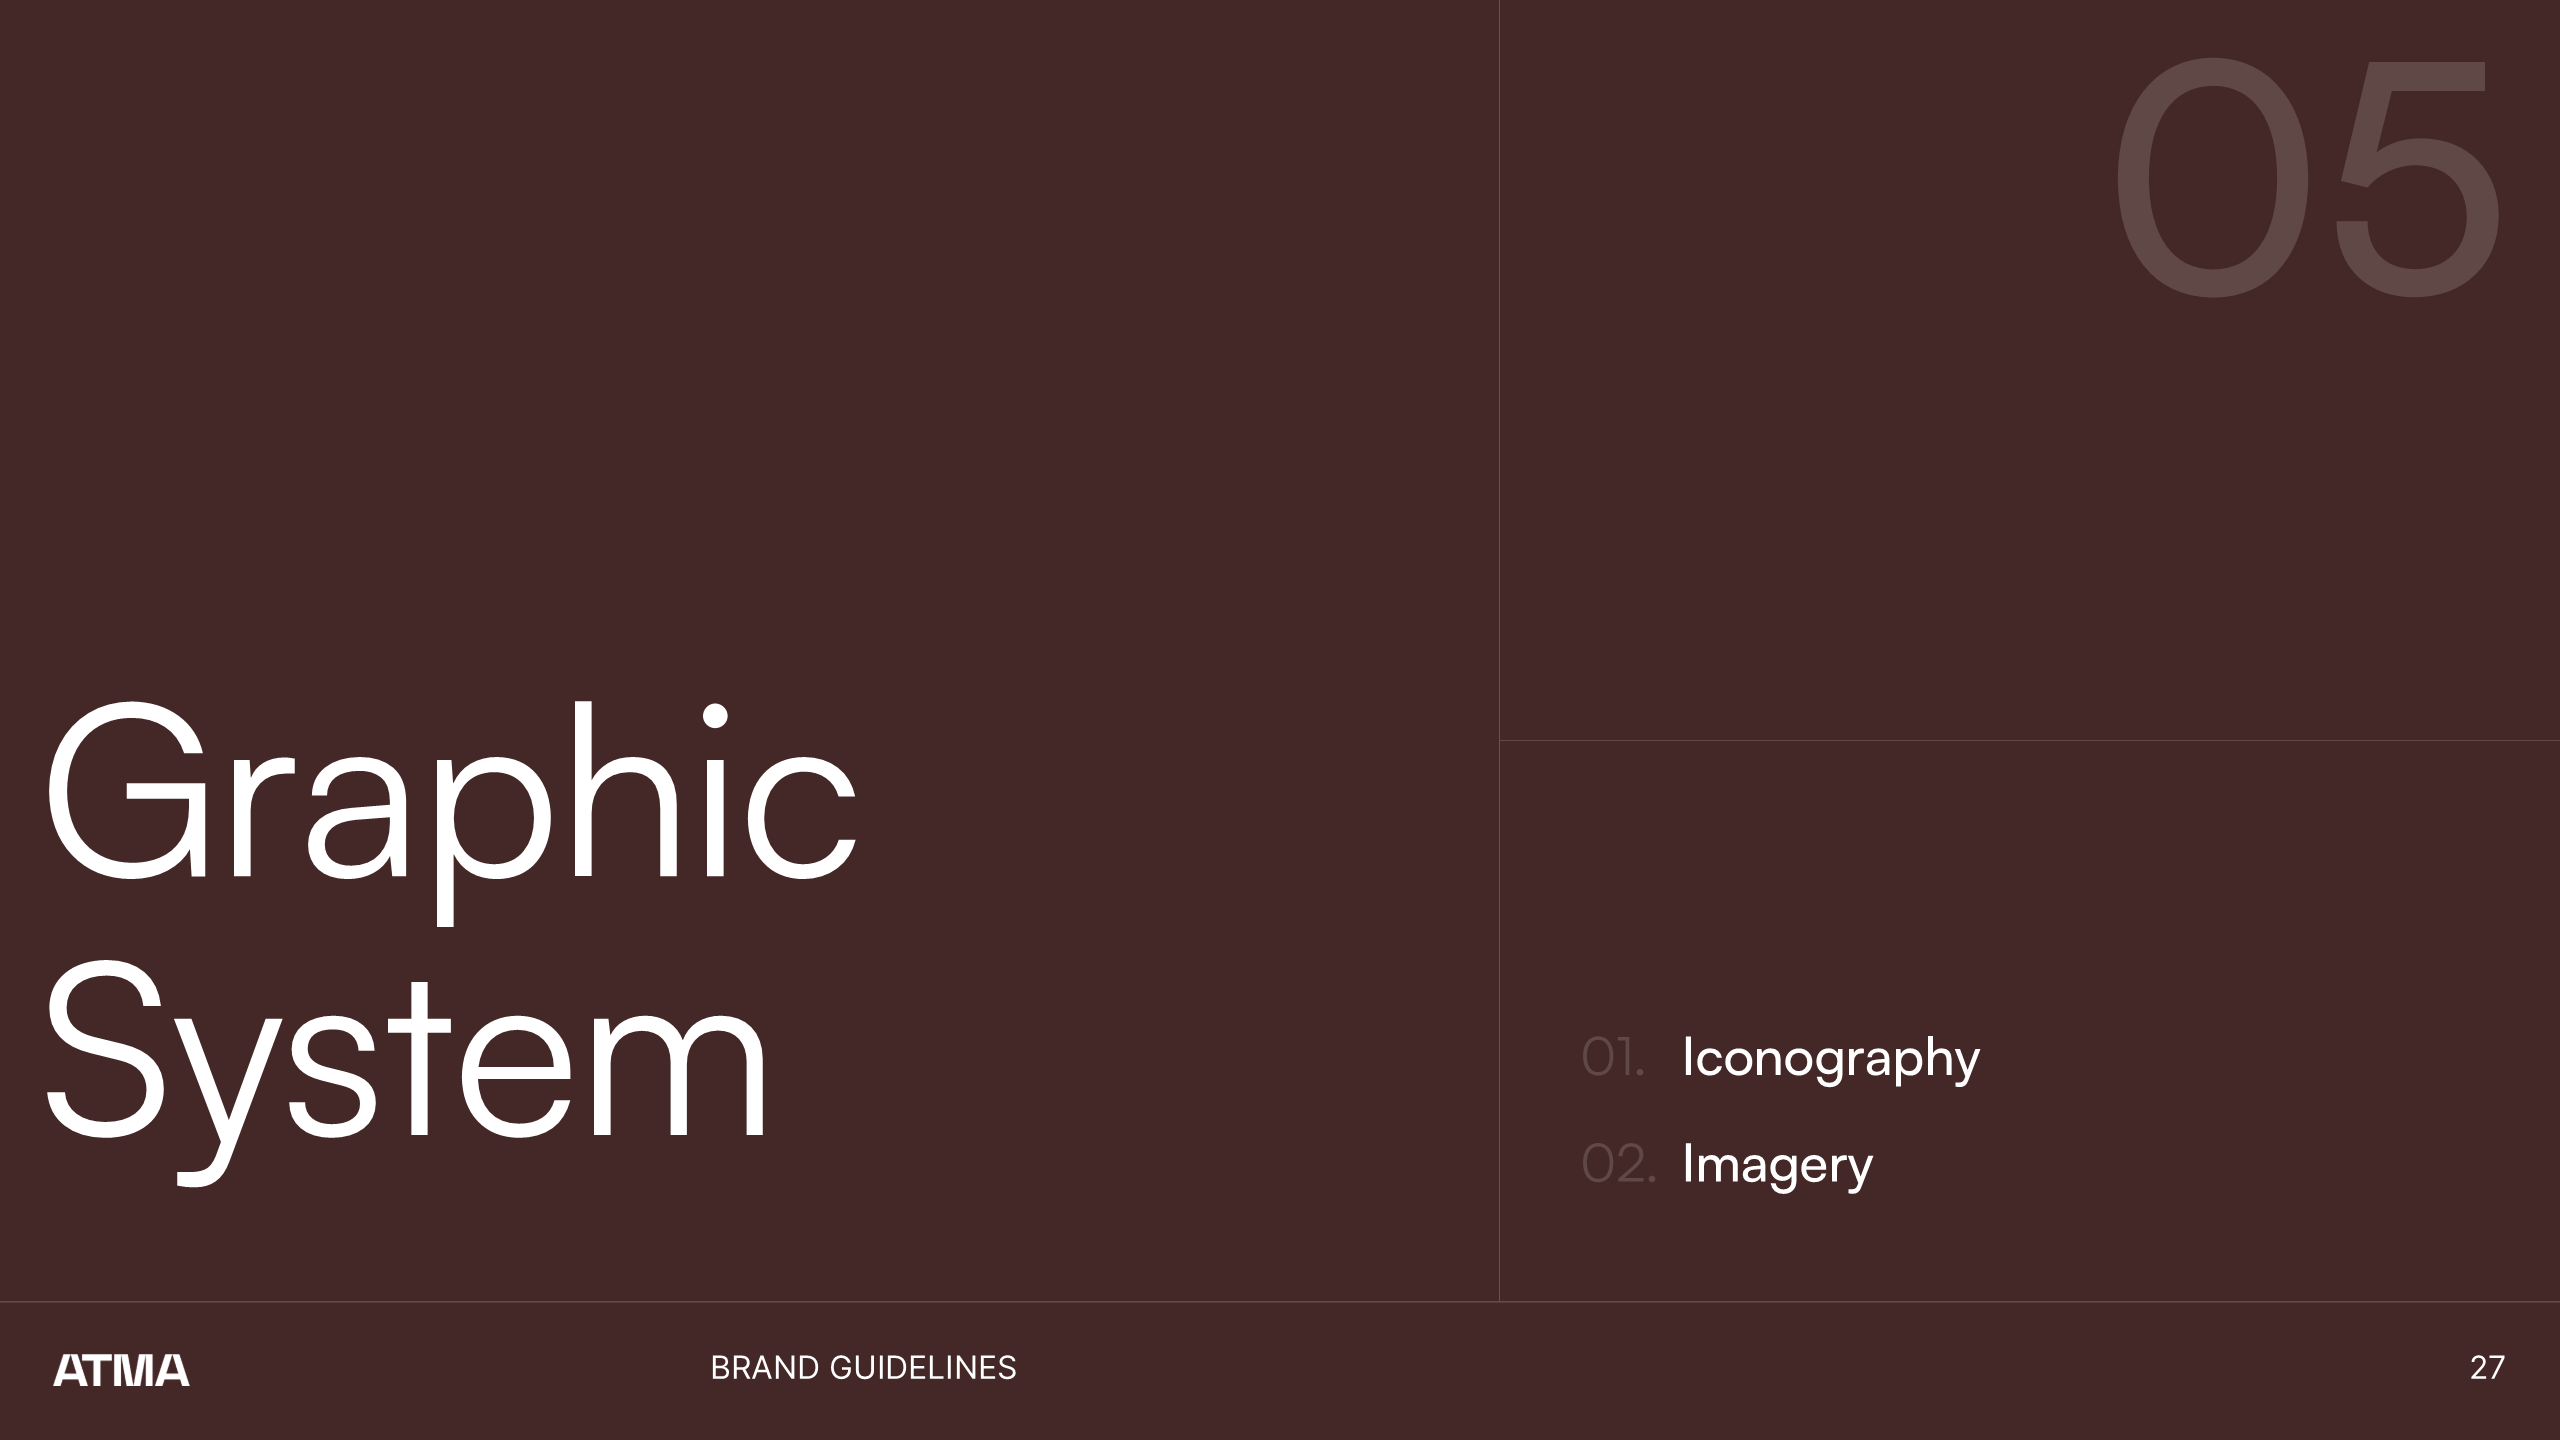 05
Graphic
System
01. Iconography
02. Imagery
ATMA
BRAND GUIDELINES
27